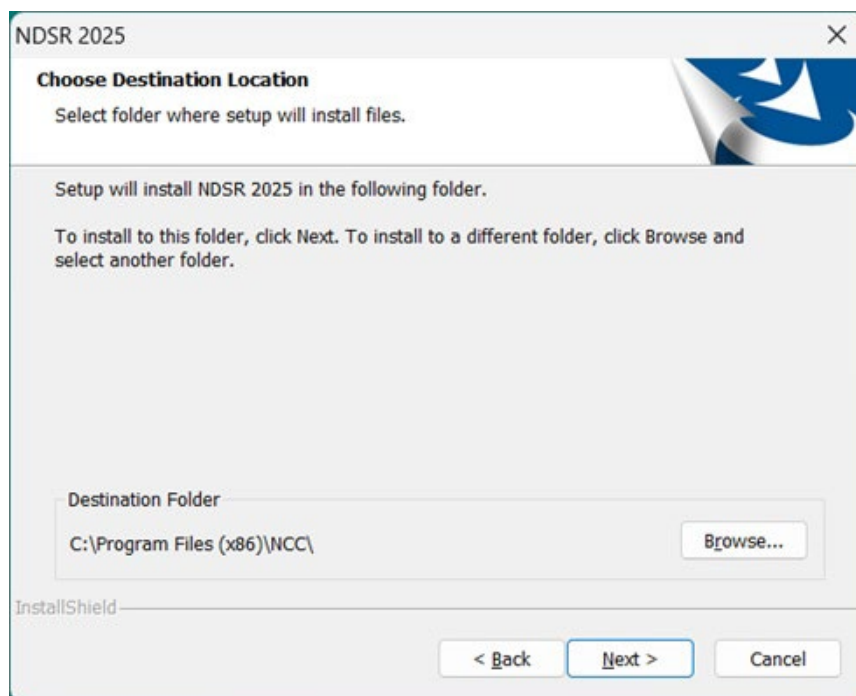 NDSR 2025
Choose Destination Location
Select folder where setup will install files.
Setup will install NDSR 2025 in the following folder.
To install to this folder, click Next. To install to a different folder, click Browse and
select another folder.
Destination Folder
C:\Program Files (x86)\NCC\
Browse...
InstallShield
< Back
Next >
Cancel